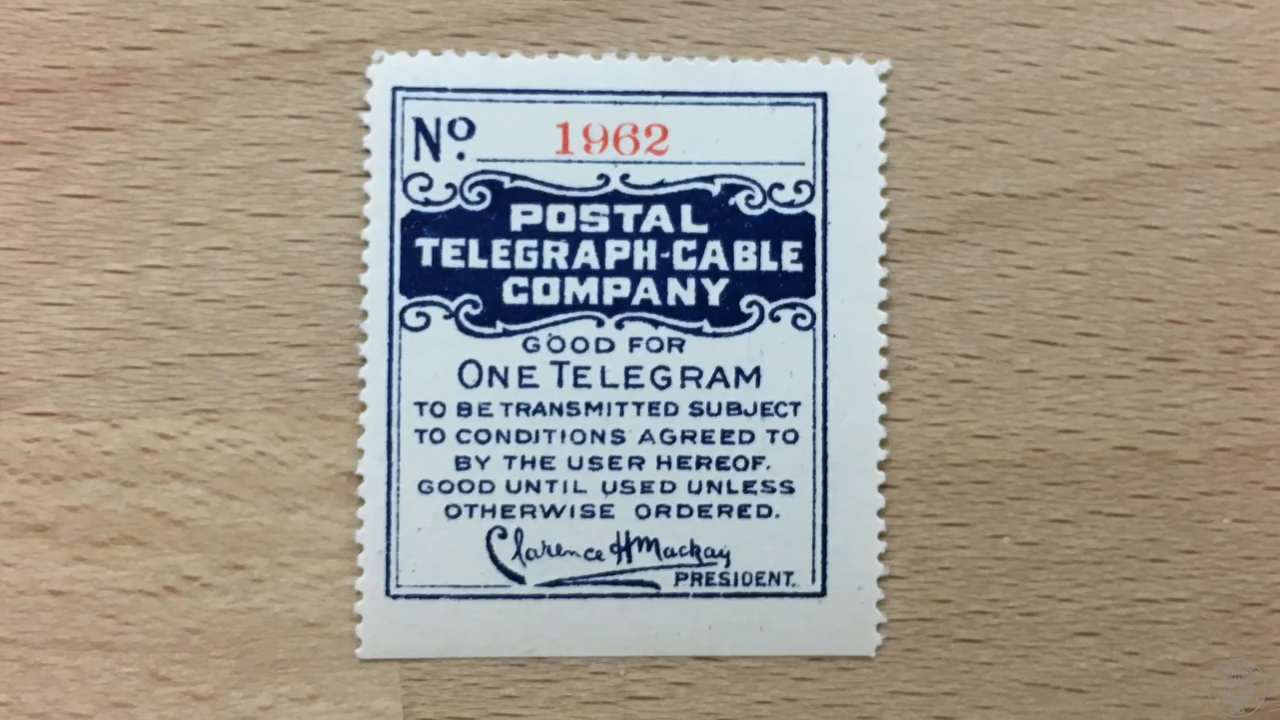 Nº. 1962
POSTAL
TELEGRAPH-CABLE
COMPANY
GOOD FOR
ONE TELEGRAM
TO BE TRANSMITTED SUBJECT
TO CONDITIONS AGREED TO
BY THE USER HEREOF.
GOOD UNTIL USED UNLESS
OTHERWISE ORDERED.
Clarence H Mackay
PRESIDENT.